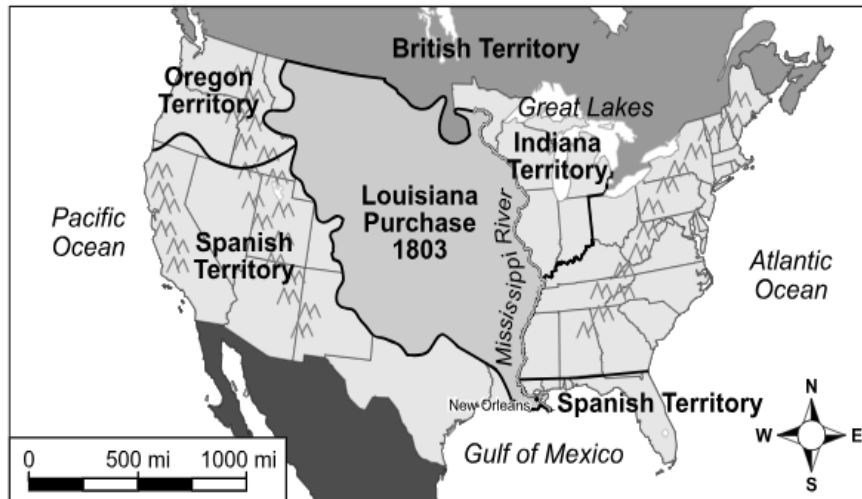 British Territory
Oregon
Territory
Great Lakes
Indiana
Territory
Louisiana
Purchase
1803
Pacific
Ocean
Spanish
Territory
Mississippi River
Atlantic
Ocean
New Orleans
Spanish Territory
Gulf of Mexico
N
W E
S
0 500 mi 1000 mi